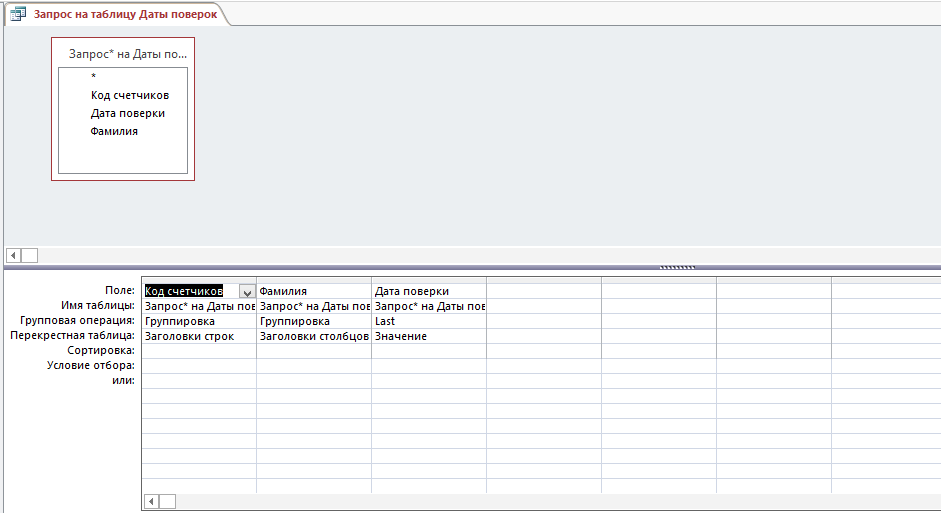 Запрос на таблицу Даты поверок
Запрос* на Даты по...
*
Код счетчиков
Дата поверки
Фамилия
Поле: Код счетчиков Фамилия Дата поверки
Имя таблицы: Запрос* на Даты пов Запрос* на Даты пов Запрос* на Даты пов
Групповая операция: Группировка Группировка Last
Перекрестная таблица: Заголовки строк Заголовки столбцов Значение
Сортировка:
Условие отбора:
или: